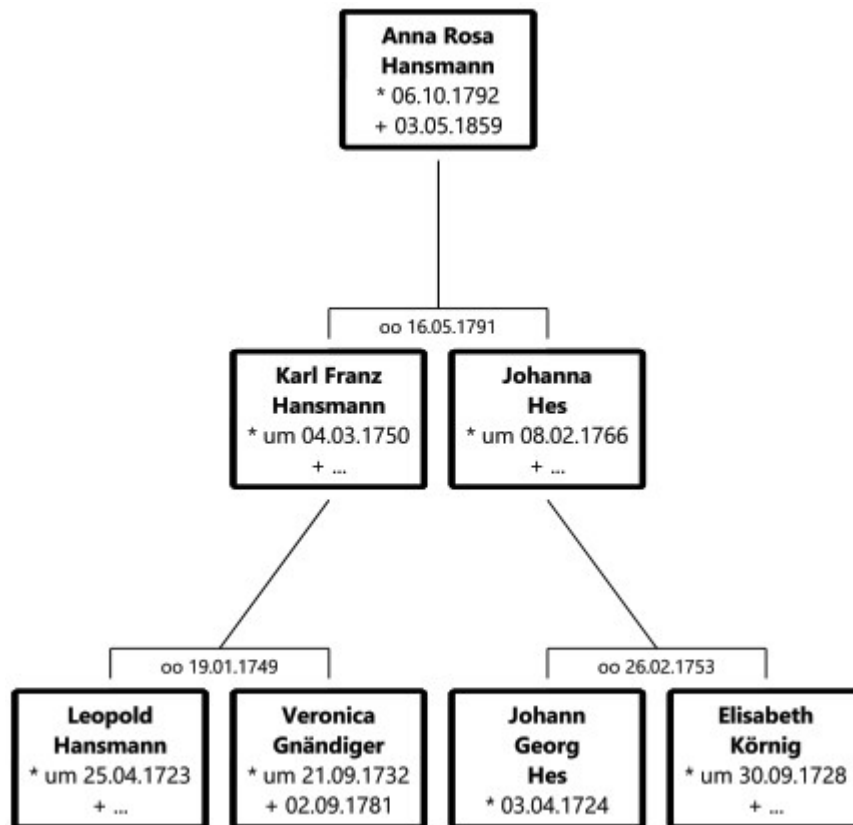 Anna Rosa
Hansmann
* 06.10.1792
+ 03.05.1859
oo 16.05.1791
Karl Franz
Hansmann
* um 04.03.1750
+ ...
Johanna
Hes
* um 08.02.1766
+ ...
oo 19.01.1749
oo 26.02.1753
Leopold
Hansmann
* um 25.04.1723
+ ...
Veronica
Gnändiger
* um 21.09.1732
+ 02.09.1781
Johann
Georg
Hes
* 03.04.1724
Elisabeth
Körnig
* um 30.09.1728
+ ...